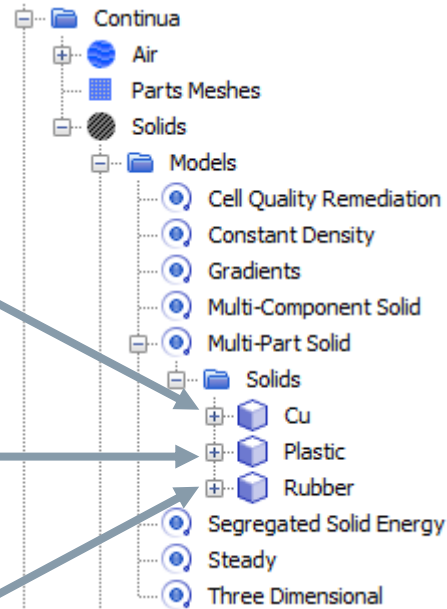 Continua
Air
Parts Meshes
Solids
Models
Cell Quality Remediation
Constant Density
Gradients
Multi-Component Solid
Multi-Part Solid
Solids
Cu
Plastic
Rubber
Segregated Solid Energy
Steady
Three Dimensional